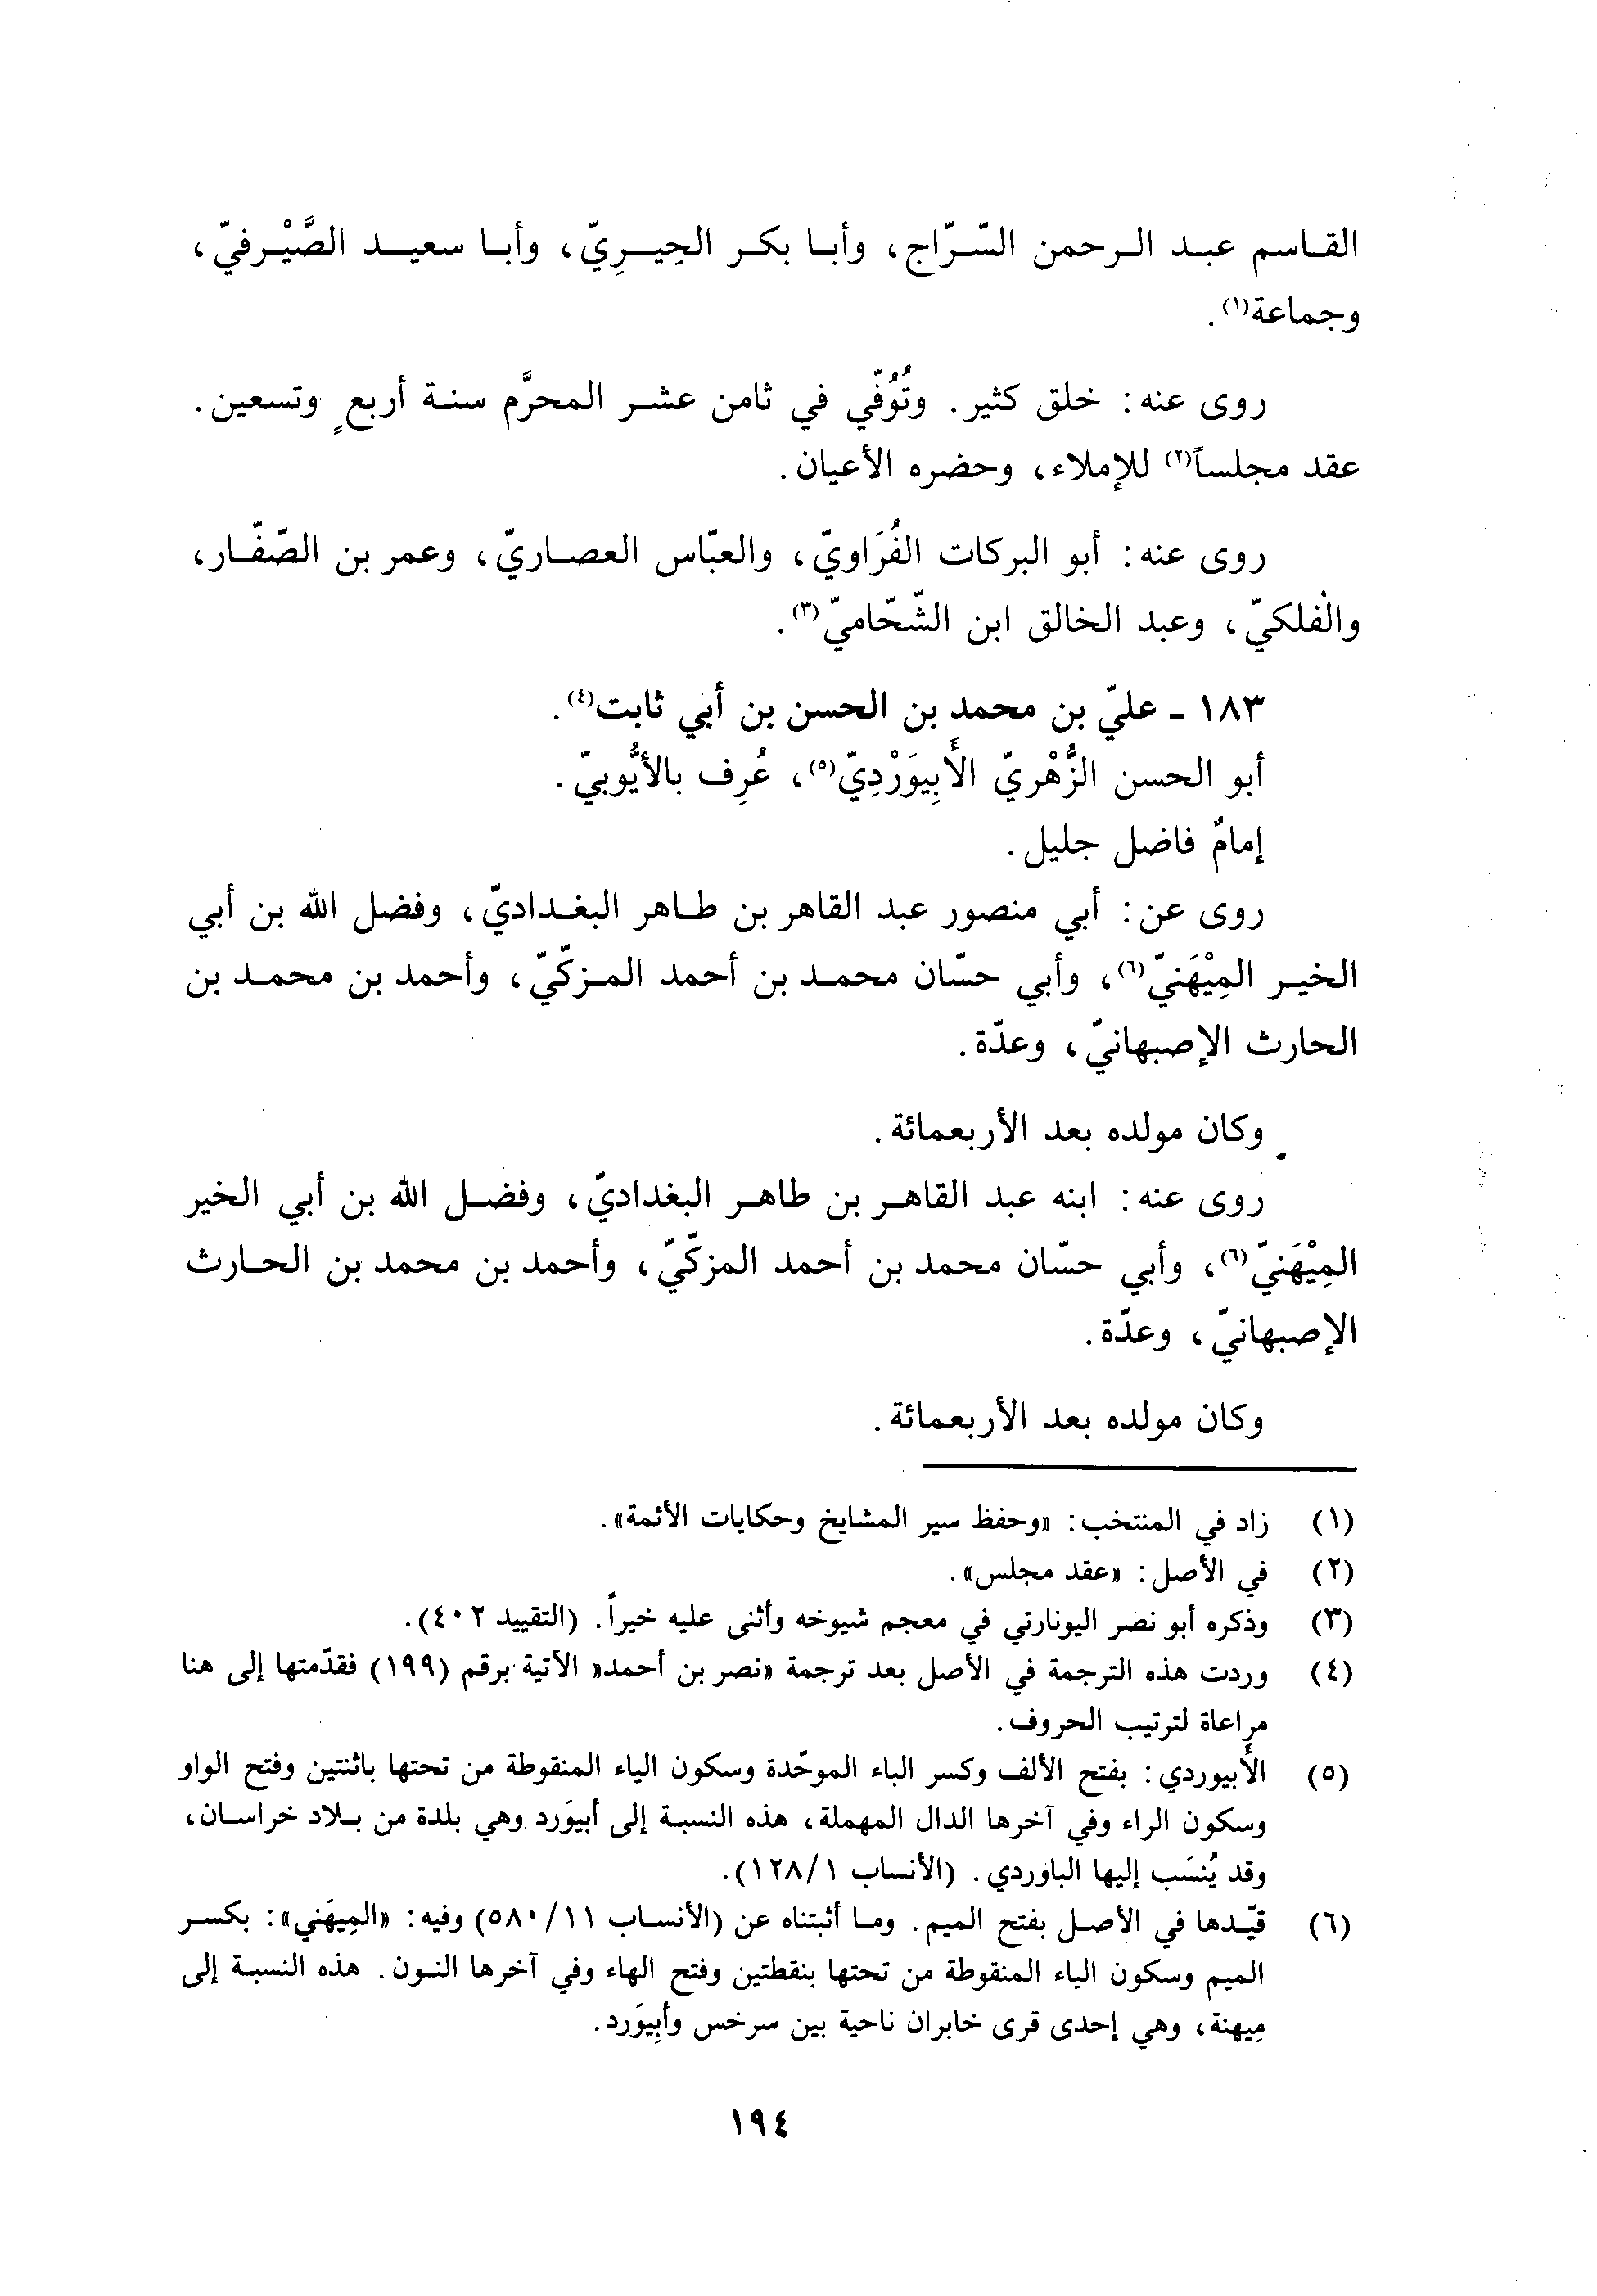 القاسم عبد الرحمن السّرّاج، وأبا بكر الحِيرِيّ، وأبا سعيد الصَّيْرفيّ،
وجماعة(١).
روى عنه: خلق كثير. وتُوُفّي في ثامن عشر المحرَّم سنة أربعٍ وتسعين.
عقد مجلساً(٢) للإملاء، وحضره الأعيان.
روى عنه: أبو البركات الفُرَاويّ، والعبّاس العصاريّ، وعمر بن الصّفّار،
والْفلكيّ، وعبد الخالق ابن الشّحّاميّ(٣).
١٨٣ ـ عليّ بن محمد بن الحسن بن أبي ثابت(٤).
أبو الحسن الزُّهْريّ الأَبِيوَرْدِيّ(٥)، عُرِف بالأيُّوبيّ.
إمامٌ فاضل جليل.
روى عن: أبي منصور عبد القاهر بن طاهر البغداديّ، وفضل الله بن أبي
الخير المِيْهَنيّ(٦)، وأبي حسّان محمد بن أحمد المزكّيّ، وأحمد بن محمد بن
الحارث الإصبهانيّ، وعدّة.
وكان مولده بعد الأربعمائة.
روى عنه: ابنه عبد القاهر بن طاهر البغداديّ، وفضل الله بن أبي الخير
المِيْهَنيّ(٦)، وأبي حسّان محمد بن أحمد المزكّيّ، وأحمد بن محمد بن الحارث
الإصبهانيّ، وعدّة.
وكان مولده بعد الأربعمائة.
(١) زاد في المنتخب: «وحفظ سير المشايخ وحكايات الأئمة».
(٢) في الأصل: «عقد مجلس».
(٣) وذكره أبو نصر اليونارتي في معجم شيوخه وأثنى عليه خيراً. (التقييد ٤٠٢).
(٤) وردت هذه الترجمة في الأصل بعد ترجمة «نصر بن أحمد» الآتية برقم (١٩٩) فقدّمتها إلى هنا
مراعاة لترتيب الحروف.
(٥) الأَبيوردي: بفتح الألف وكسر الباء الموحّدة وسكون الياء المنقوطة من تحتها باثنتين وفتح الواو
وسكون الراء وفي آخرها الدال المهملة، هذه النسبة إلى أبيوَرد وهي بلدة من بلاد خراسان،
وقد يُنسَب إليها الباوردي. (الأنساب ١/١٢٨).
(٦) قيّدها في الأصل بفتح الميم. وما أثبتناه عن (الأنساب ١١/٥٨٠) وفيه: «المِيهَني»: بكسر
الميم وسكون الياء المنقوطة من تحتها بنقطتين وفتح الهاء وفي آخرها النون. هذه النسبة إلى
مِيهنة، وهي إحدى قرى خابران ناحية بين سرخس وأبِيوَرد.
١٩٤